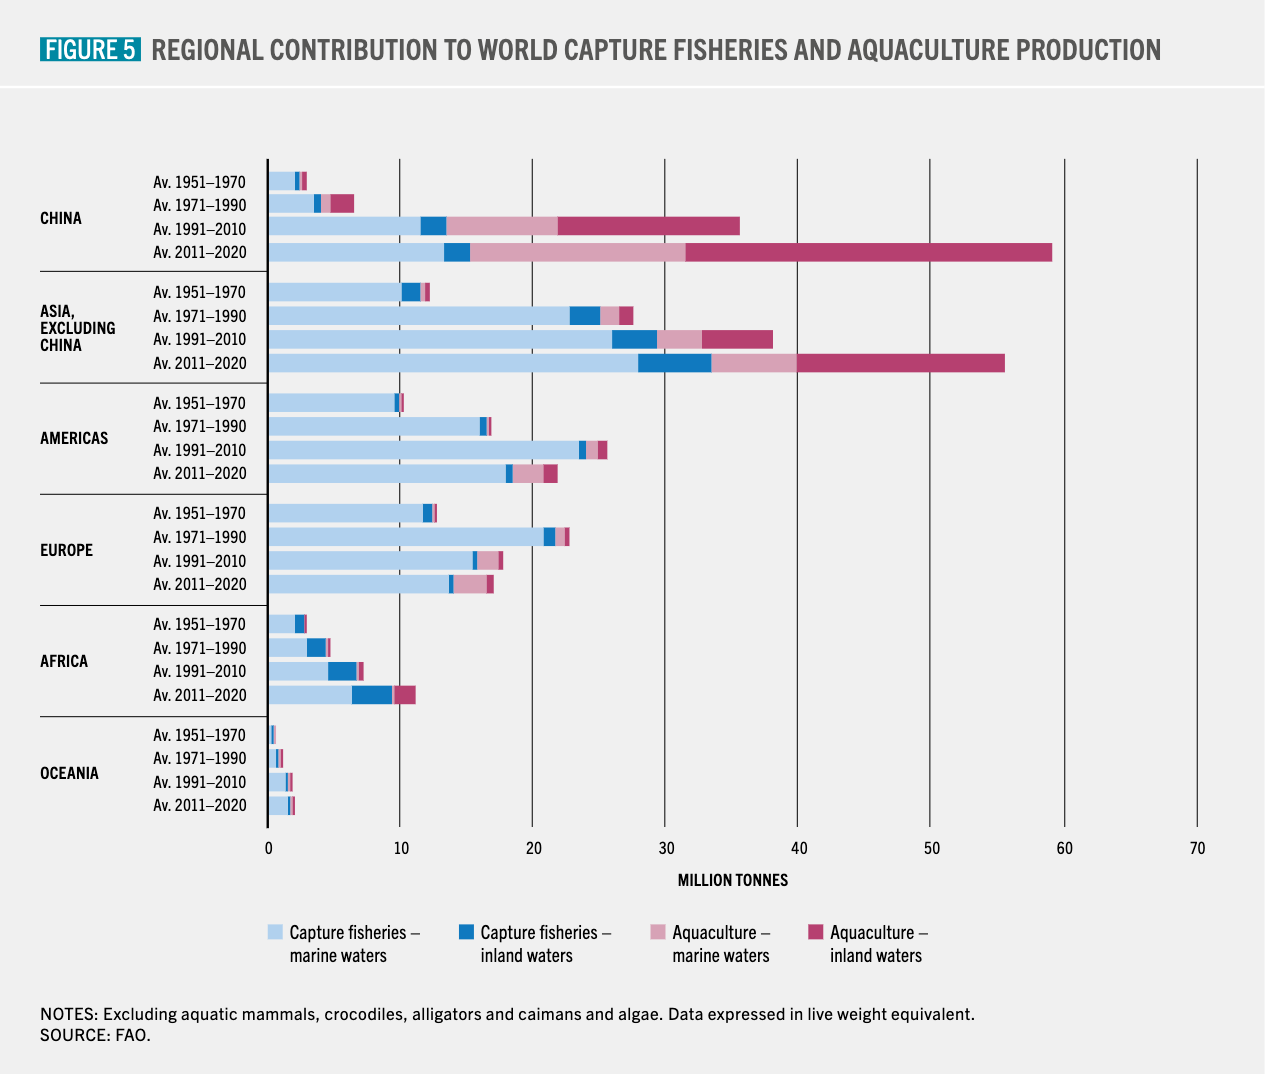 FIGURE 5 REGIONAL CONTRIBUTION TO WORLD CAPTURE FISHERIES AND AQUACULTURE PRODUCTION
CHINA
Av. 1951–1970
Av. 1971–1990
Av. 1991–2010
Av. 2011–2020
ASIA,
EXCLUDING
CHINA
Av. 1951–1970
Av. 1971–1990
Av. 1991–2010
Av. 2011–2020
AMERICAS
Av. 1951–1970
Av. 1971–1990
Av. 1991–2010
Av. 2011–2020
EUROPE
Av. 1951–1970
Av. 1971–1990
Av. 1991–2010
Av. 2011–2020
AFRICA
Av. 1951–1970
Av. 1971–1990
Av. 1991–2010
Av. 2011–2020
OCEANIA
Av. 1951–1970
Av. 1971–1990
Av. 1991–2010
Av. 2011–2020
0 10 20 30 40 50 60 70
MILLION TONNES
Capture fisheries –
marine waters
Capture fisheries –
inland waters
Aquaculture –
marine waters
Aquaculture –
inland waters
NOTES: Excluding aquatic mammals, crocodiles, alligators and caimans and algae. Data expressed in live weight equivalent.
SOURCE: FAO.